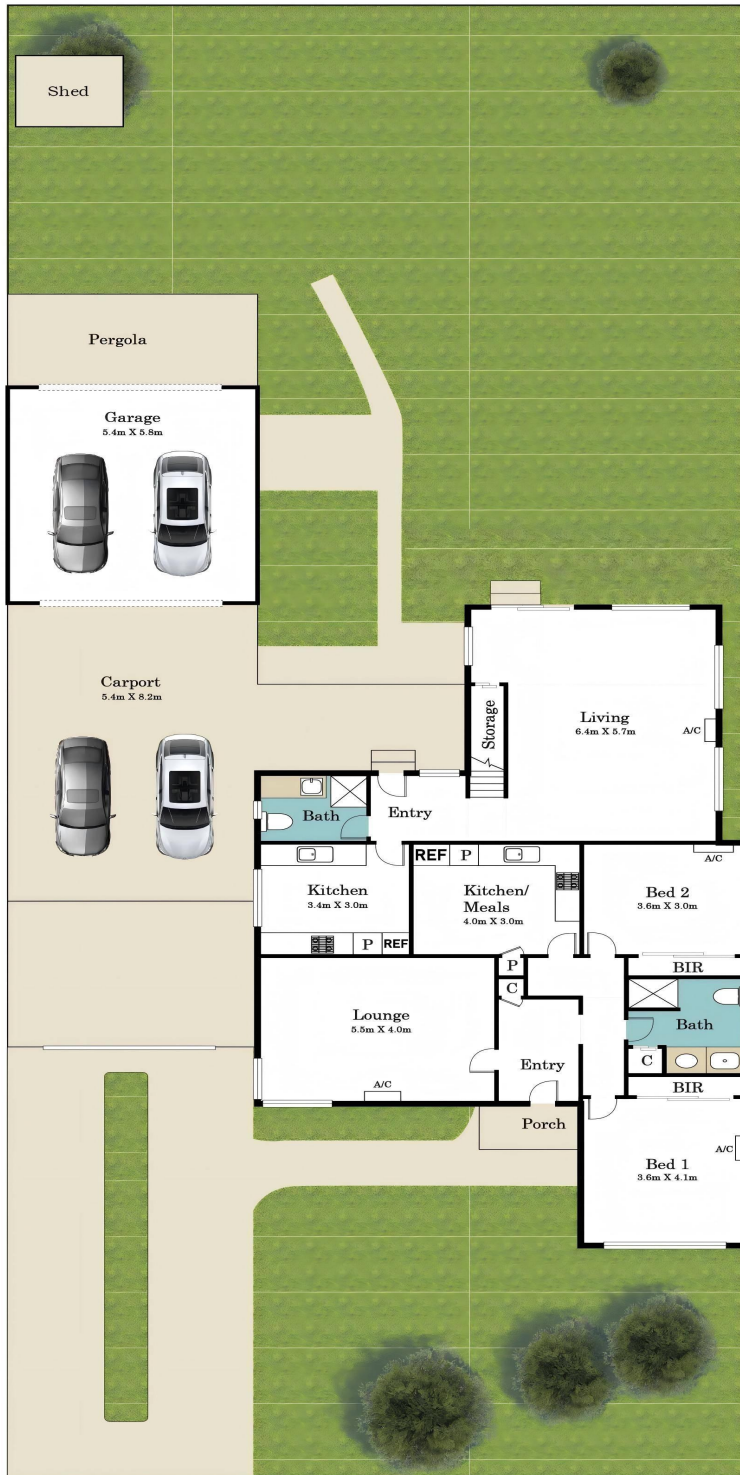 Shed
Pergola
Garage
5.4m X 5.8m
Carport
5.4m X 8.2m
Storage
Living
6.4m X 5.7m
A/C
Bath
Entry
REF
P
A/C
Kitchen
3.4m X 3.0m
Kitchen/
Meals
4.0m X 3.0m
Bed 2
3.6m X 3.0m
P
REF
P
BIR
C
Lounge
5.5m X 4.0m
Bath
Entry
C
A/C
BIR
Porch
A/C
Bed 1
3.6m X 4.1m